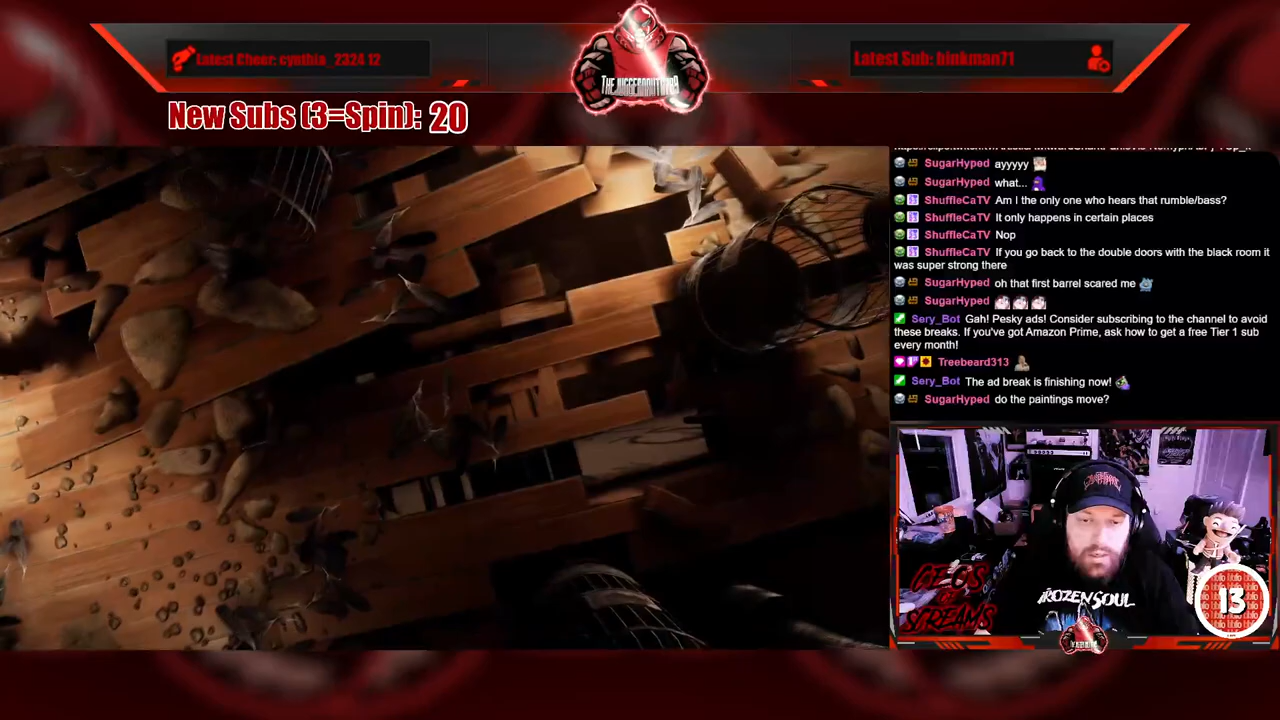 Latest Cheer: cynthia_2324 12
Latest Sub: binkman71
THEJUGGERNAUT0789
New Subs (3=Spin): 20
SugarHyped ayyyyy
SugarHyped what...
ShuffleCaTV Am I the only one who hears that rumble/bass?
ShuffleCaTV It only happens in certain places
ShuffleCaTV Nop
ShuffleCaTV If you go back to the double doors with the black room it
was super strong there
SugarHyped oh that first barrel scared me
SugarHyped
Sery_Bot Gah! Pesky ads! Consider subscribing to the channel to avoid
these breaks. If you've got Amazon Prime, ask how to get a free Tier 1 sub
every month!
Treebeard313
Sery_Bot The ad break is finishing now!
SugarHyped do the paintings move?
FROZEN SOUL
SCREAMS
13